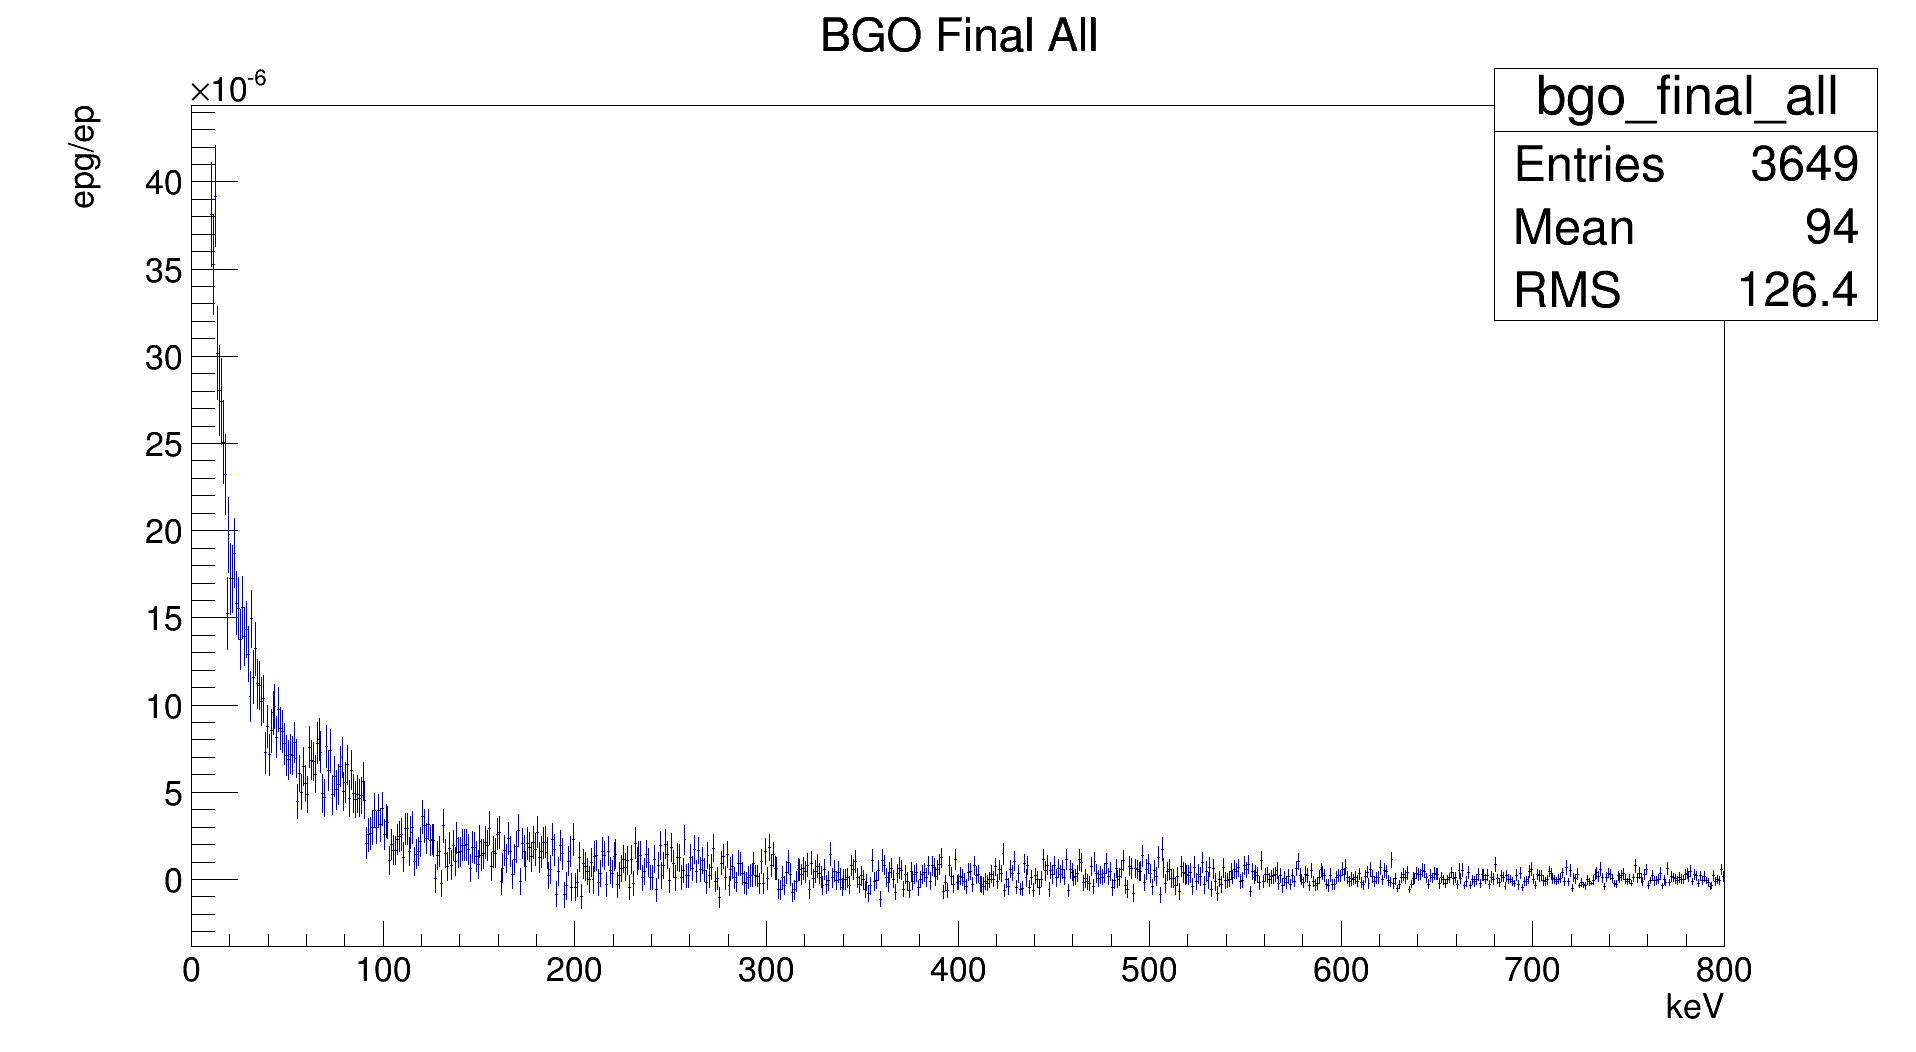 BGO Final All
×10-6
epg/ep
bgo_final_all
Entries 3649
Mean 94
RMS 126.4
40
35
30
25
20
15
10
5
0
0 100 200 300 400 500 600 700 800
keV